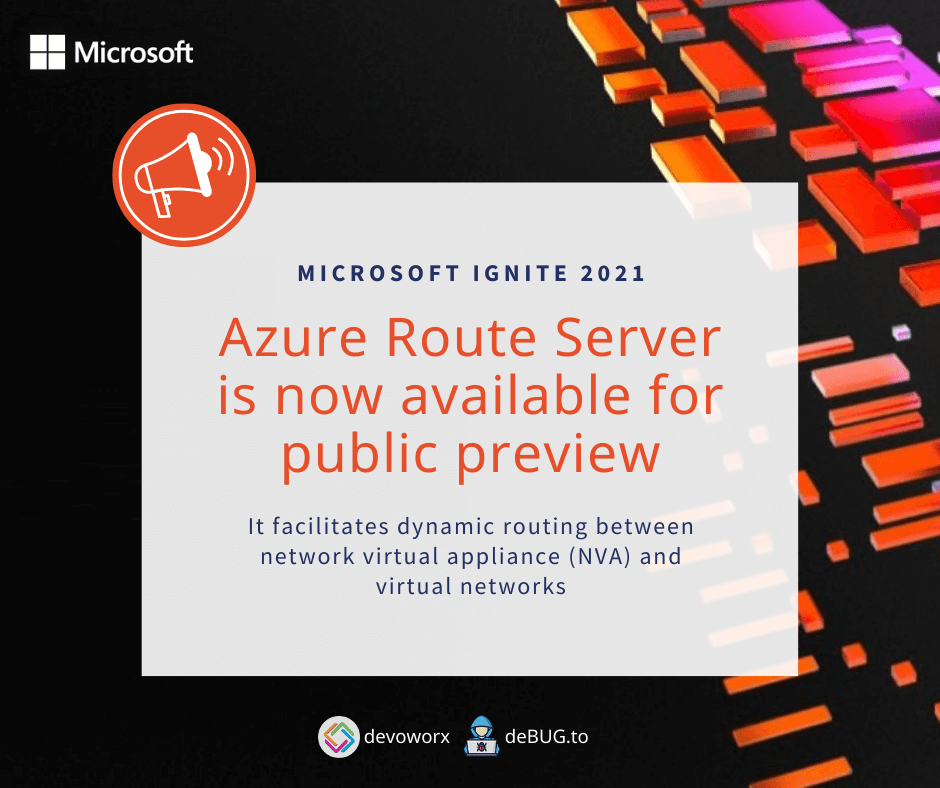 Microsoft
MICROSOFT IGNITE 2021
Azure Route Server
is now available for
public preview
It facilitates dynamic routing between
network virtual appliance (NVA) and
virtual networks
devoworx deBUG.to